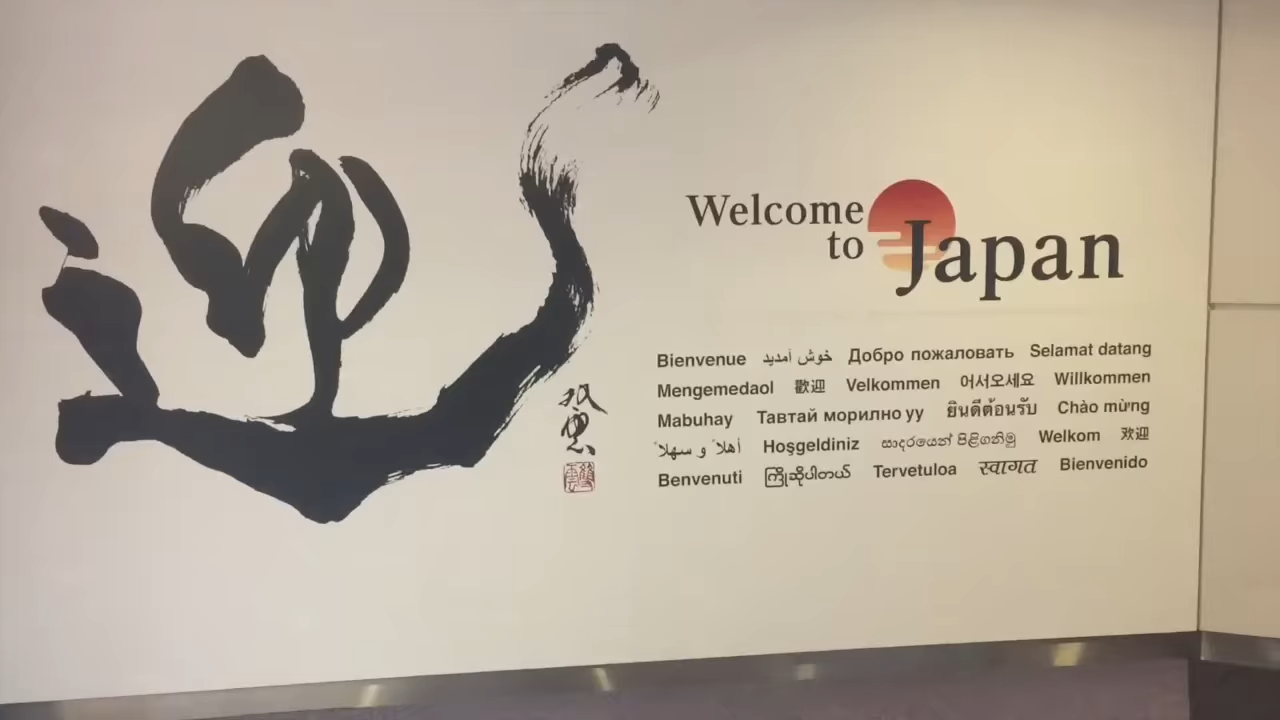 迎
Welcome
to Japan
Bienvenue خوش آمدید Добро пожаловать Selamat datang
Mengemedaol 歡迎 Velkommen 어서오세요 Willkommen
Mabuhay Тавтай морилно уу ยินดีต้อนรับ Chào mừng
أهلاً و سهلاً Hoşgeldiniz සාදරයෙන් පිළිගනිමු Welkom 欢迎
Benvenuti ကြိုဆိုပါတယ် Tervetuloa स्वागत Bienvenido